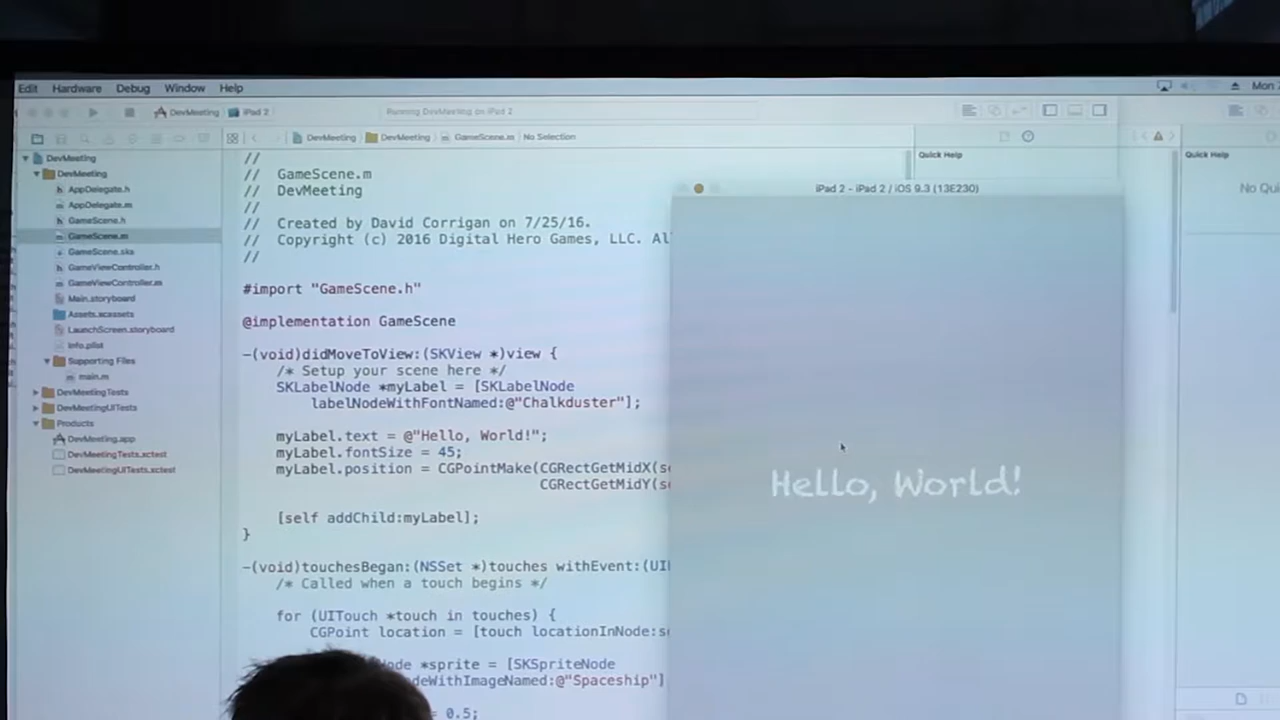 Edit Hardware Debug Window Help
Mon
DevMeeting iPad 2
Running DevMeeting on iPad 2
DevMeeting DevMeeting GameScene.m No Selection
Quick Help
Quick Help
DevMeeting
DevMeeting
AppDelegate.h
AppDelegate.m
GameScene.h
GameScene.m
GameScene.sks
GameViewController.h
GameViewController.m
Main.storyboard
Assets.xcassets
LaunchScreen.storyboard
Info.plist
Supporting Files
main.m
DevMeetingTests
DevMeetingUITests
Products
DevMeeting.app
DevMeetingTests.xctest
DevMeetingUITests.xctest
//
// GameScene.m
// DevMeeting
//
// Created by David Corrigan on 7/25/16.
// Copyright (c) 2016 Digital Hero Games, LLC. Al
//
#import "GameScene.h"
@implementation GameScene
-(void)didMoveToView:(SKView *)view {
/* Setup your scene here */
SKLabelNode *myLabel = [SKLabelNode
labelNodeWithFontNamed:@"Chalkduster"];
myLabel.text = @"Hello, World!";
myLabel.fontSize = 45;
myLabel.position = CGPointMake(CGRectGetMidX(s
CGRectGetMidY(s
[self addChild:myLabel];
}
-(void)touchesBegan:(NSSet *)touches withEvent:(UI
/* Called when a touch begins */
for (UITouch *touch in touches) {
CGPoint location = [touch locationInNode:s
ode *sprite = [SKSpriteNode
deWithImageNamed:@"Spaceship"]
= 0.5;
iPad 2 - iPad 2 / iOS 9.3 (13E230)
Hello, World!
No Qu